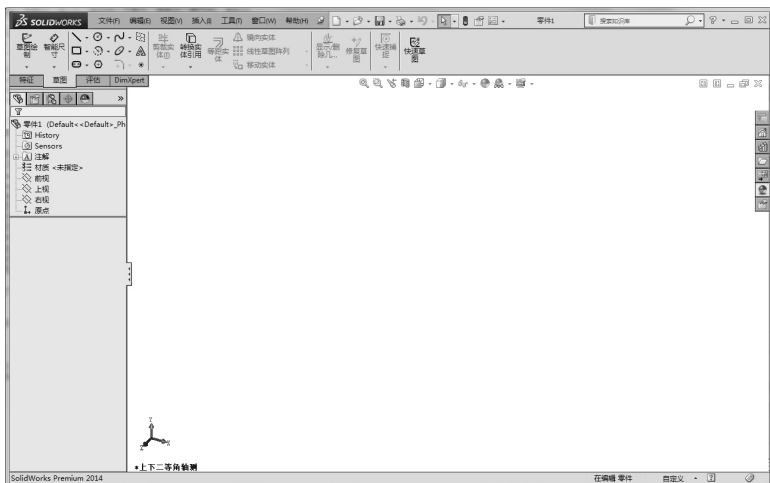 SOLIDWORKS 文件(F) 编辑(E) 视图(V) 插入(I) 工具(T) 窗口(W) 帮助(H) 零件1 搜索知识库
草图绘制 智能尺寸 剪裁实体(T) 转换实体引用 等距实体 镜向实体 线性草图阵列 移动实体 显示/删除几... 修复草图 快速捕捉 快速草图
特征 草图 评估 DimXpert
零件1 (Default<<Default>_Ph
History
Sensors
注解
材质 <未指定>
前视
上视
右视
原点
*上下二等角轴测
SolidWorks Premium 2014 在编辑 零件 自定义